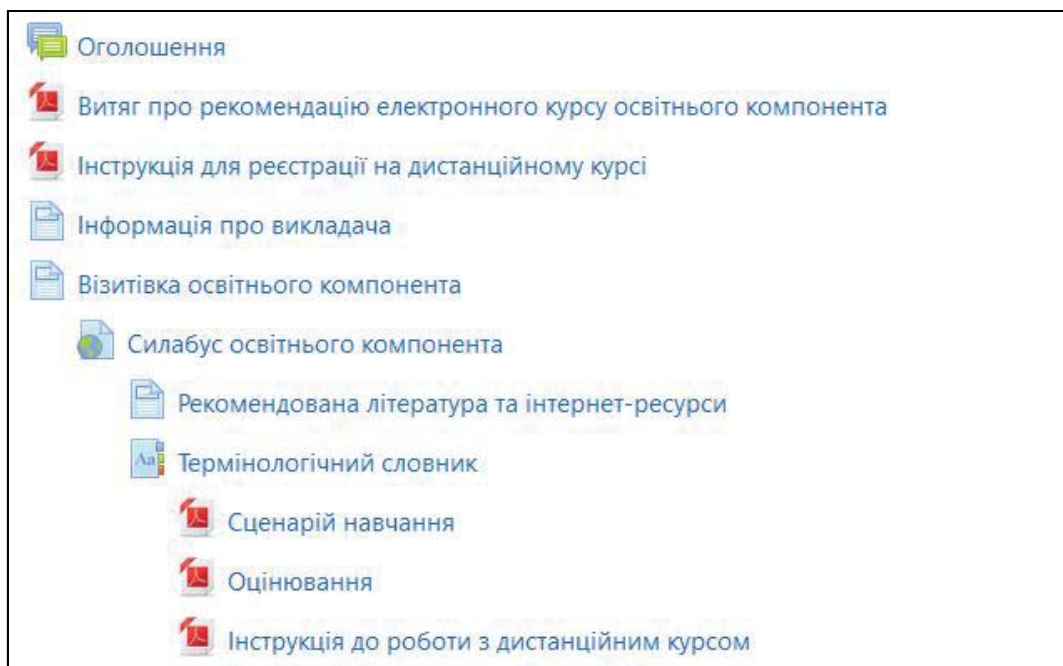 Оголошення
Витяг про рекомендацію електронного курсу освітнього компонента
Інструкція для реєстрації на дистанційному курсі
Інформація про викладача
Візитівка освітнього компонента
Силабус освітнього компонента
Рекомендована література та інтернет-ресурси
Aa Термінологічний словник
Сценарій навчання
Оцінювання
Інструкція до роботи з дистанційним курсом